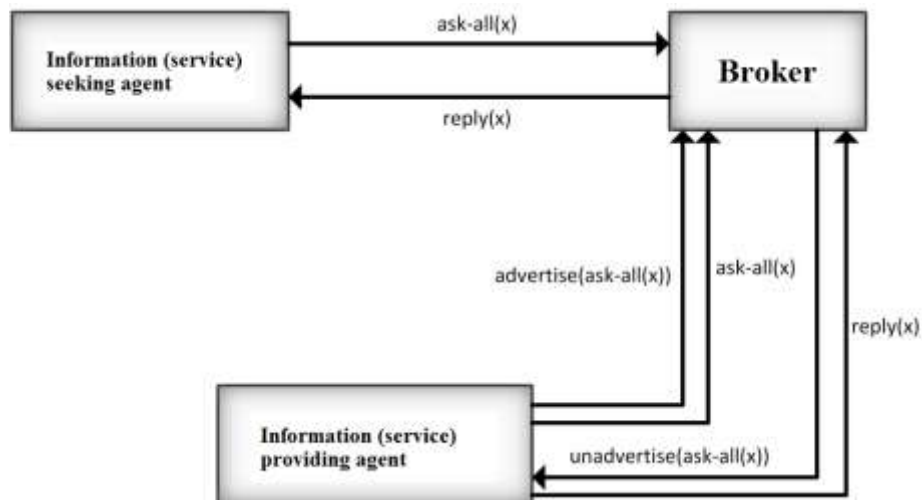 ask-all(x)
Information (service)
seeking agent
Broker
reply(x)
advertise(ask-all(x))
ask-all(x)
reply(x)
Information (service)
providing agent
unadvertise(ask-all(x))